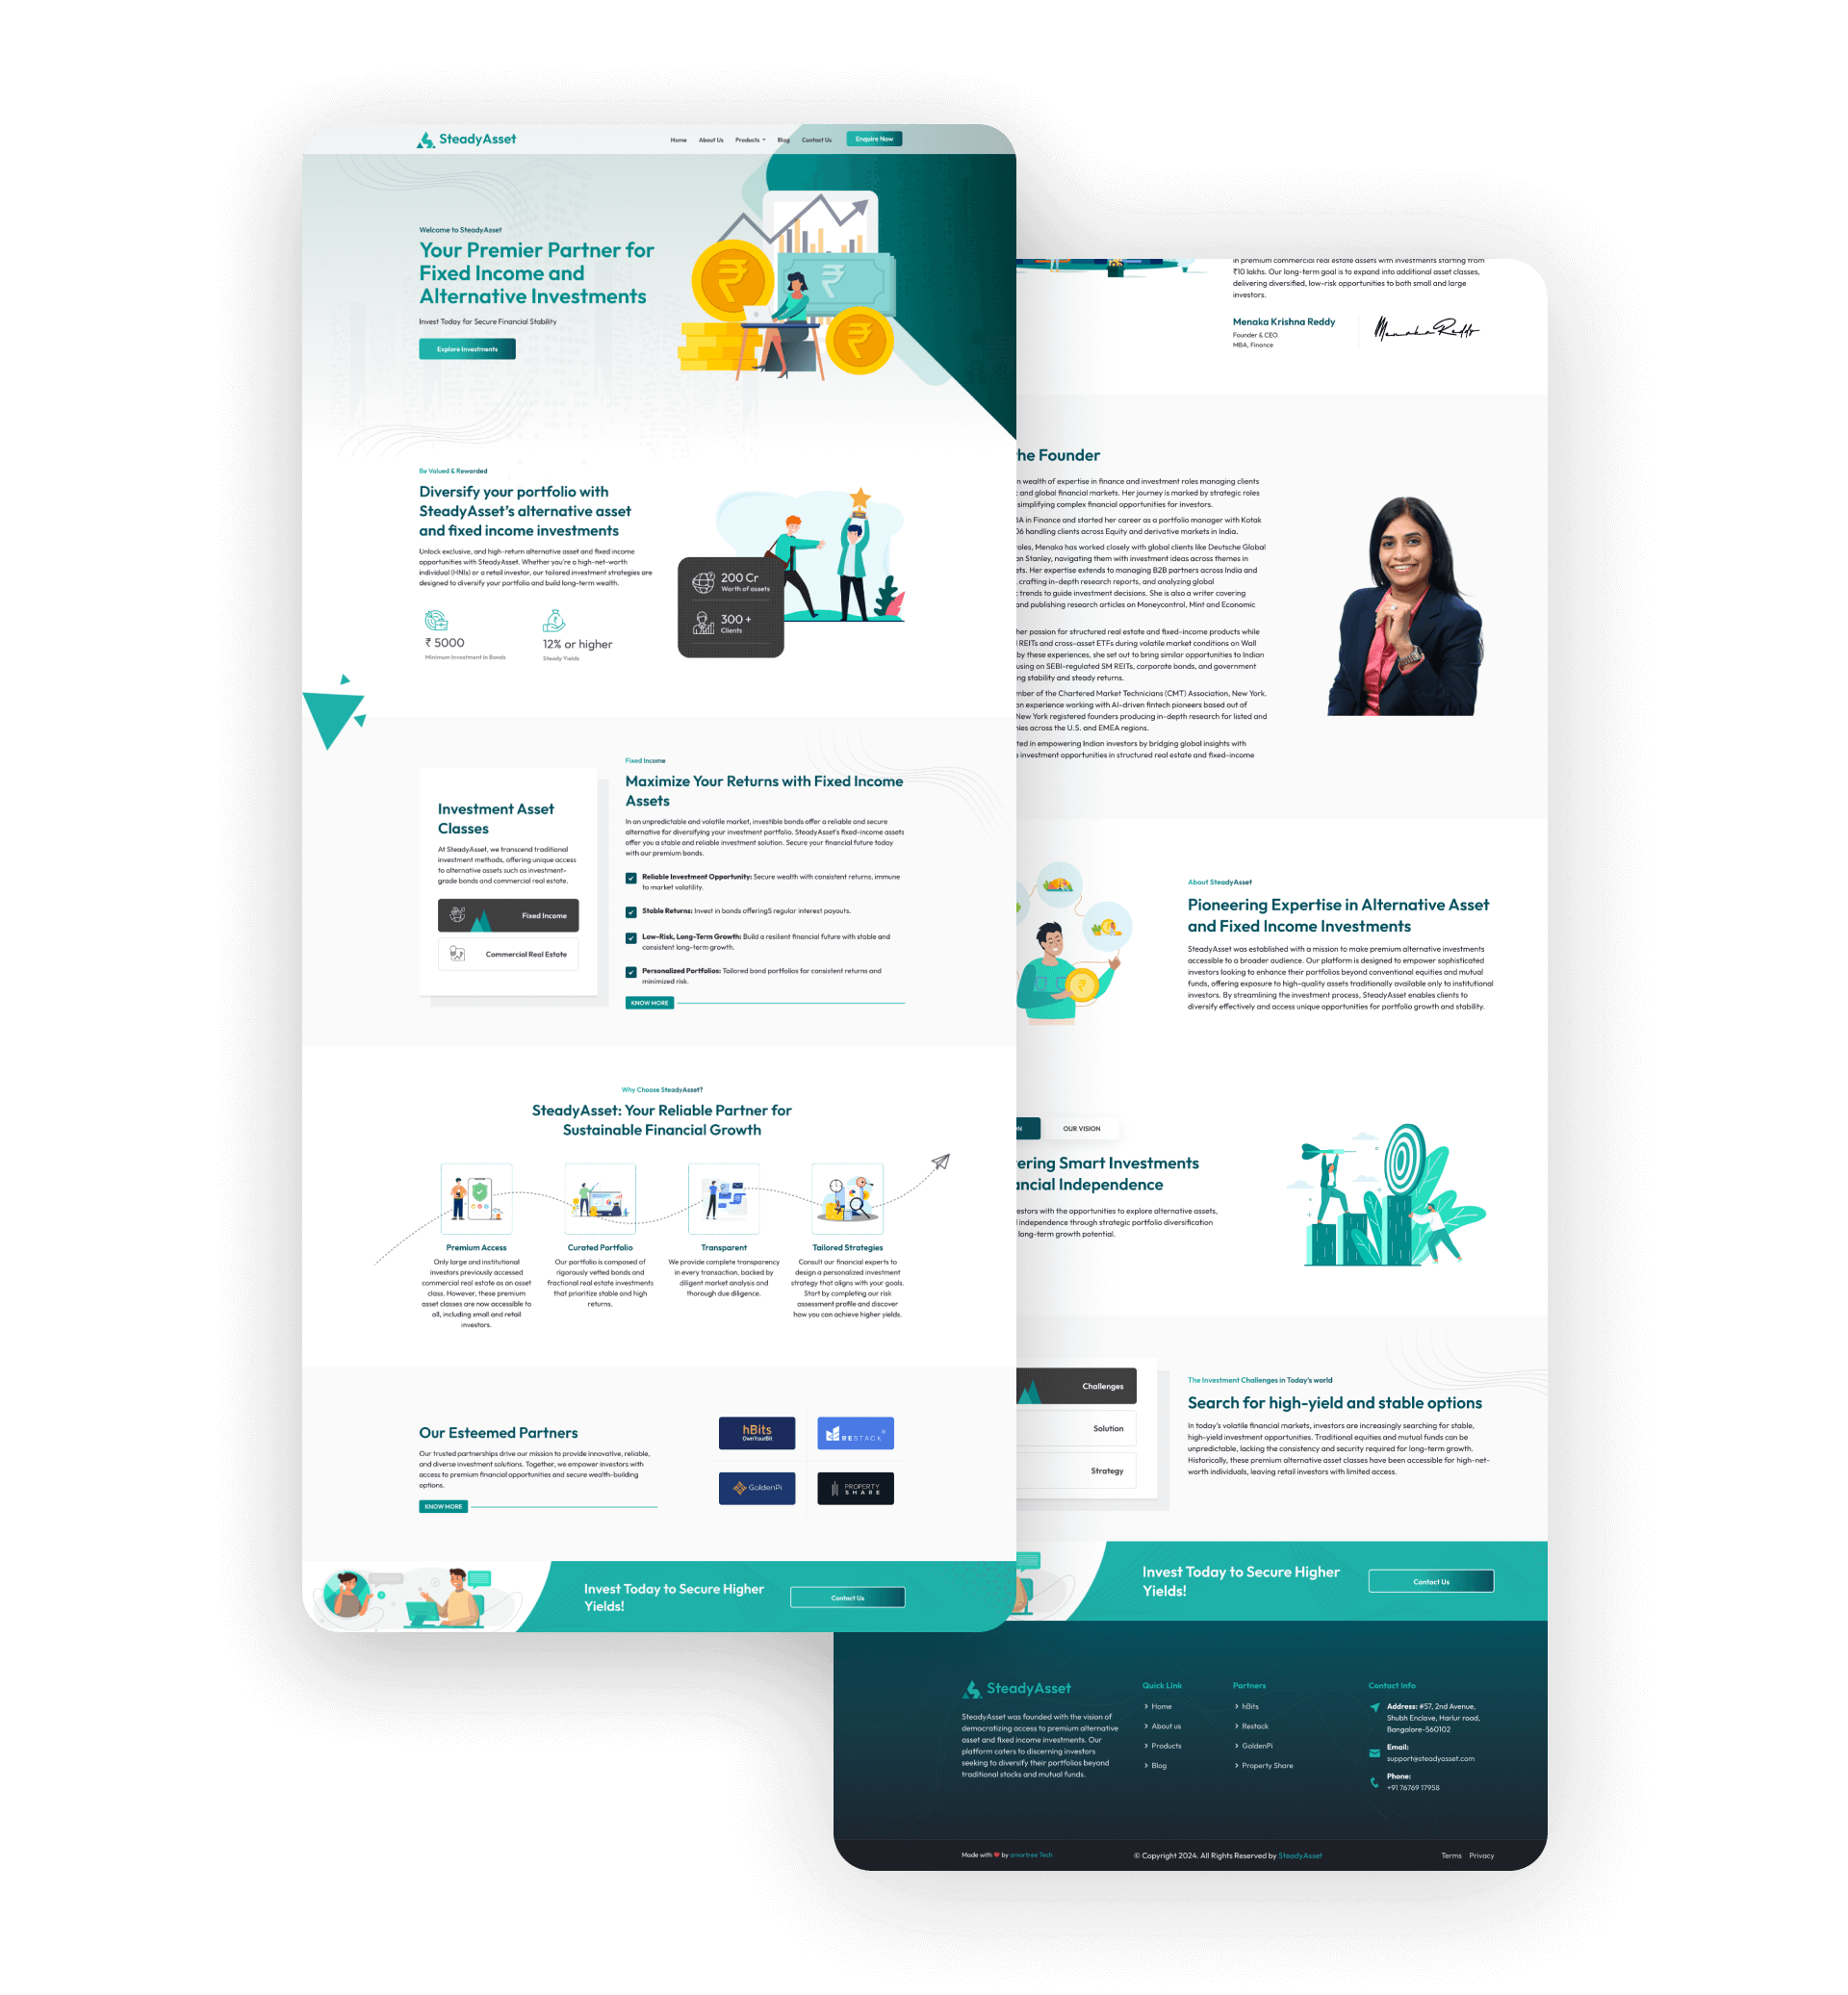 SteadyAsset
Home
About Us
Products
Blog
Contact Us
Enquire Now
Welcome to SteadyAsset
Your Premier Partner for
Fixed Income and
Alternative Investments
Invest Today for Secure Financial Stability
Explore Investments
Be Valued & Rewarded
Diversify your portfolio with
SteadyAsset's alternative asset
and fixed income investments
Unlock exclusive, and high-return alternative asset and fixed income
opportunities with SteadyAsset. Whether you're a high-net-worth
individual (HNIs) or a retail investor, our tailored investment strategies are
designed to diversify your portfolio and build long-term wealth.
₹ 5000
Minimum Investment in Bonds
12% or higher
Steady Yields
200 Cr
Worth of assets
300 +
Clients
Investment Asset
Classes
At SteadyAsset, we transcend traditional
investment methods, offering unique access
to alternative assets such as investment-
grade bonds and commercial real estate.
Fixed Income
Commercial Real Estate
Fixed Income
Maximize Your Returns with Fixed Income
Assets
In an unpredictable and volatile market, investible bonds offer a reliable and secure
alternative for diversifying your investment portfolio. SteadyAsset's fixed-income assets
offer you a stable and reliable investment solution. Secure your financial future today
with our premium bonds.
Reliable Investment Opportunity: Secure wealth with consistent returns, immune
to market volatility.
Stable Returns: Invest in bonds offering5 regular interest payouts.
Low-Risk, Long-Term Growth: Build a resilient financial future with stable and
consistent long-term growth.
Personalized Portfolios: Tailored bond portfolios for consistent returns and
minimized risk.
KNOW MORE
Why Choose SteadyAsset?
SteadyAsset: Your Reliable Partner for
Sustainable Financial Growth
Premium Access
Only large and institutional
investors previously accessed
commercial real estate as an asset
class. However, these premium
asset classes are now accessible to
all, including small and retail
investors.
Curated Portfolio
Our portfolio is composed of
rigorously vetted bonds and
fractional real estate investments
that prioritize stable and high
returns.
Transparent
We provide complete transparency
in every transaction, backed by
diligent market analysis and
thorough due diligence.
Tailored Strategies
Consult our financial experts to
design a personalized investment
strategy that aligns with your goals.
Start by completing our risk
assessment profile and discover
how you can achieve higher yields.
Our Esteemed Partners
Our trusted partnerships drive our mission to provide innovative, reliable,
and diverse investment solutions. Together, we empower investors with
access to premium financial opportunities and secure wealth-building
options.
KNOW MORE
hBits
OwnYourBit
RESTACK
GoldenPi
PROPERTY
SHARE
Invest Today to Secure Higher
Yields!
Contact Us
in premium commercial real estate assets with investments starting from
₹10 lakhs. Our long-term goal is to expand into additional asset classes,
delivering diversified, low-risk opportunities to both small and large
investors.
Menaka Krishna Reddy
Founder & CEO
MBA, Finance
Menaka Reddy
the Founder
wealth of expertise in finance and investment roles managing clients
and global financial markets. Her journey is marked by strategic roles
simplifying complex financial opportunities for investors.
in Finance and started her career as a portfolio manager with Kotak
handling clients across Equity and derivative markets in India.
roles, Menaka has worked closely with global clients like Deutsche Global
Stanley, navigating them with investment ideas across themes in
Her expertise extends to managing B2B partners across India and
crafting in-depth research reports, and analyzing global
trends to guide investment decisions. She is also a writer covering
and publishing research articles on Moneycontrol, Mint and Economic
her passion for structured real estate and fixed-income products while
REITs and cross-asset ETFs during volatile market conditions on Wall
by these experiences, she set out to bring similar opportunities to Indian
using on SEBI-regulated SM REITs, corporate bonds, and government
ng stability and steady returns.
mber of the Chartered Market Technicians (CMT) Association, New York.
experience working with AI-driven fintech pioneers based out of
New York registered founders producing in-depth research for listed and
nies across the U.S. and EMEA regions.
ted in empowering Indian investors by bridging global insights with
investment opportunities in structured real estate and fixed-income
About SteadyAsset
Pioneering Expertise in Alternative Asset
and Fixed Income Investments
SteadyAsset was established with a mission to make premium alternative investments
accessible to a broader audience. Our platform is designed to empower sophisticated
investors looking to enhance their portfolios beyond conventional equities and mutual
funds, offering exposure to high-quality assets traditionally available only to institutional
investors. By streamlining the investment process, SteadyAsset enables clients to
diversify effectively and access unique opportunities for portfolio growth and stability.
ON
OUR VISION
ering Smart Investments
ancial Independence
estors with the opportunities to explore alternative assets,
independence through strategic portfolio diversification
long-term growth potential.
Challenges
Solution
Strategy
The Investment Challenges in Today's world
Search for high-yield and stable options
In today's volatile financial markets, investors are increasingly searching for stable,
high-yield investment opportunities. Traditional equities and mutual funds can be
unpredictable, lacking the consistency and security required for long-term growth.
Historically, these premium alternative asset classes have been accessible for high-net-
worth individuals, leaving retail investors with limited access.
Invest Today to Secure Higher
Yields!
Contact Us
SteadyAsset
SteadyAsset was founded with the vision of
democratizing access to premium alternative
asset and fixed income investments. Our
platform caters to discerning investors
seeking to diversify their portfolios beyond
traditional stocks and mutual funds.
Quick Link
Home
About us
Products
Blog
Partners
hBits
Restack
GoldenPi
Property Share
Contact Info
Address: #57, 2nd Avenue,
Shubh Enclave, Harlur road,
Bangalore-560102
Email:
support@steadyasset.com
Phone:
+91 76769 17958
Made with ❤ by amortree Tech
© Copyright 2024. All Rights Reserved by SteadyAsset
Terms
Privacy